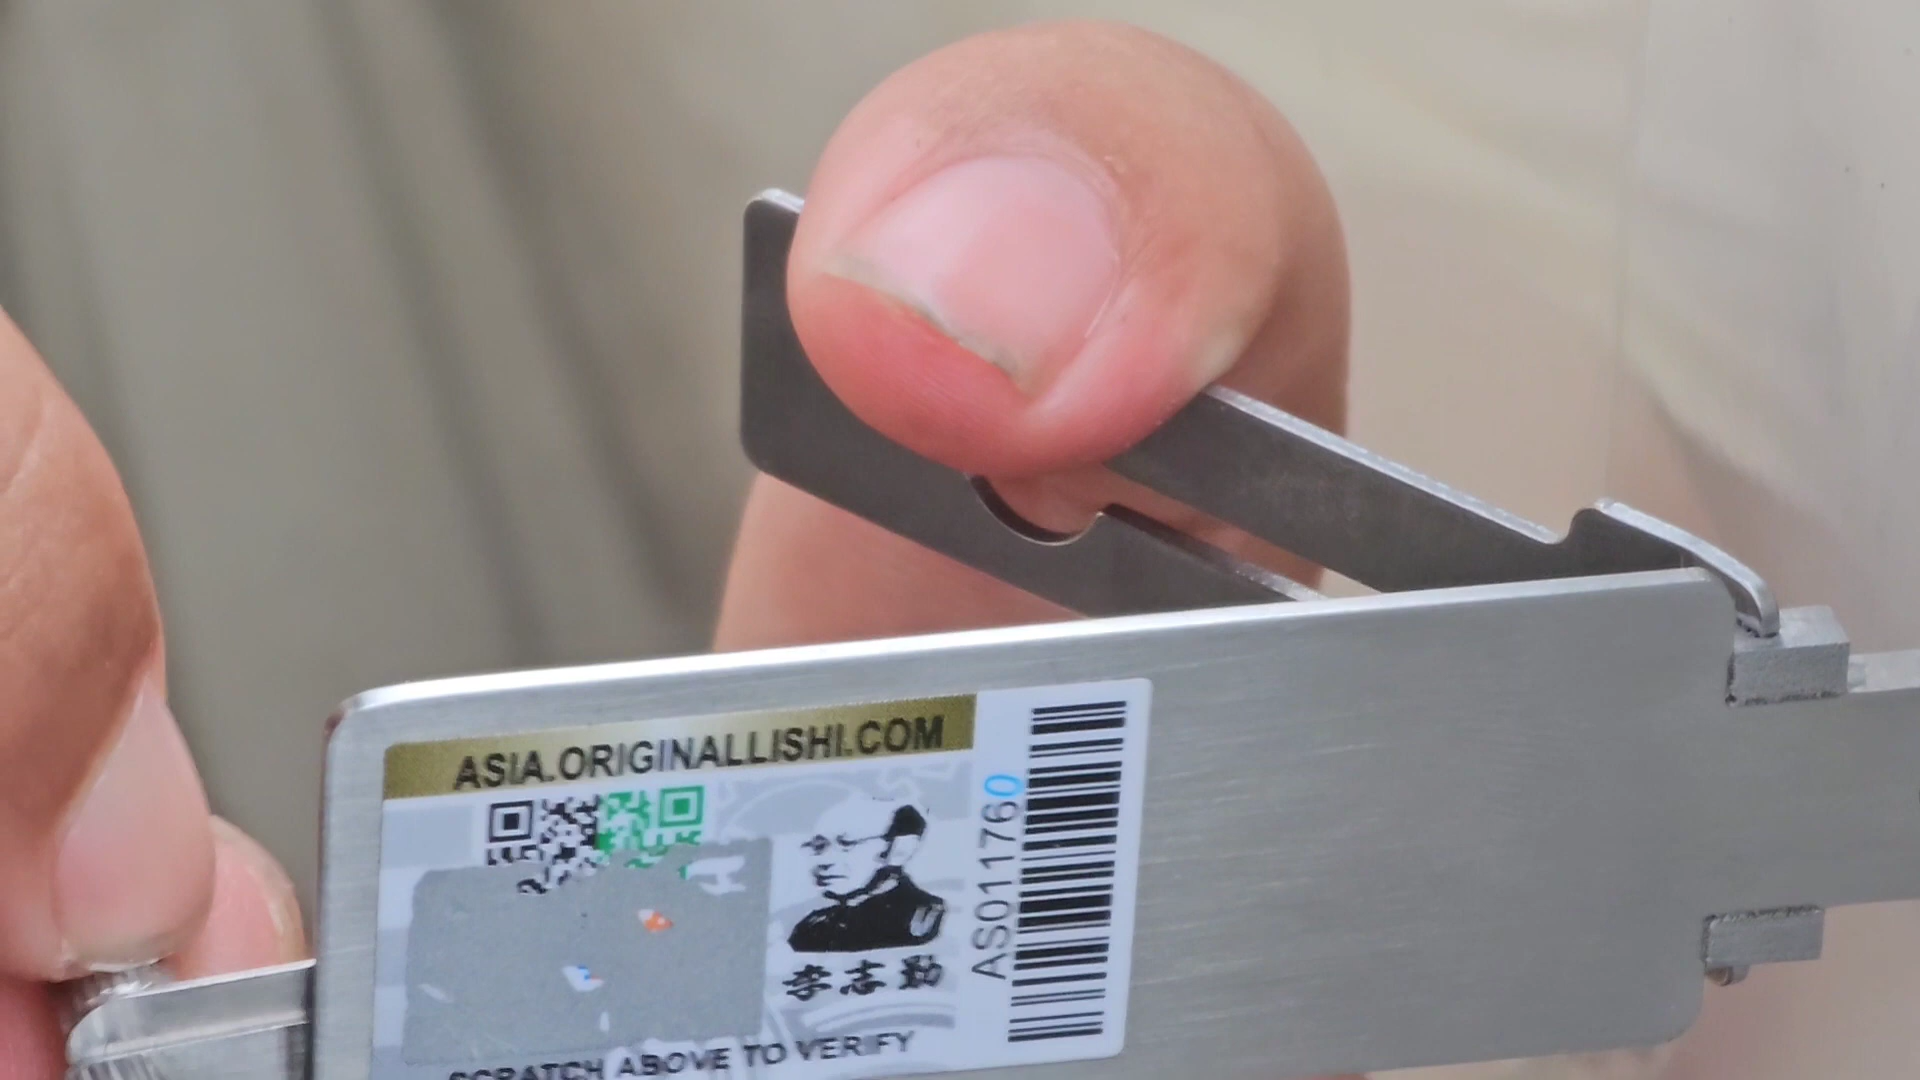 ASIA.ORIGINALLISHI.COM
李志勤
AS011760
SCRATCH ABOVE TO VERIFY